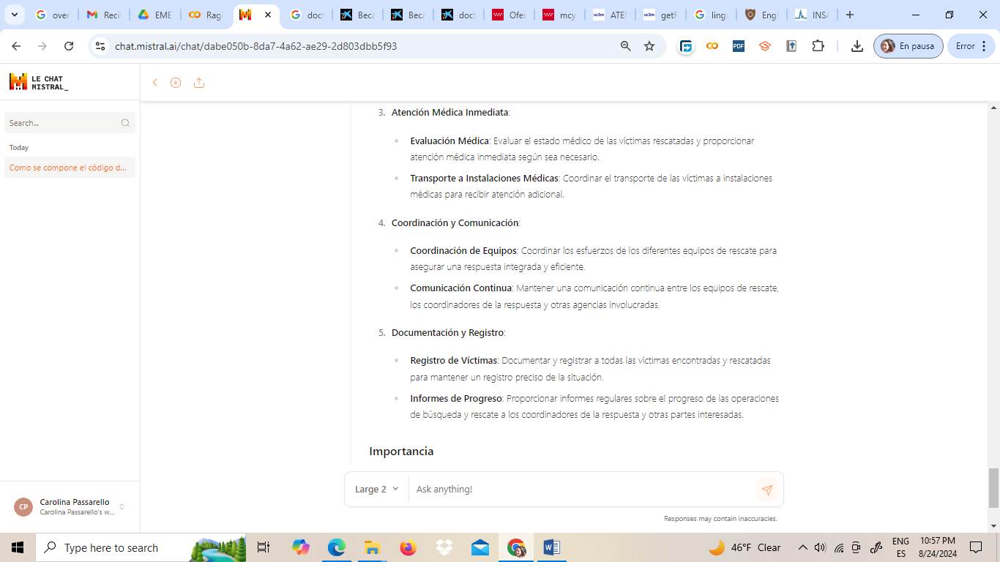 over
Reci
EME
Rag
doct
Beca
Beca
doct
Ofer
mcy
ATEI
getF
ling
Engl
INSA
chat.mistral.ai/chat/dabe050b-8da7-4a62-ae29-2d803dbb5f93
PDF
En pausa
Error
LE CHAT
MISTRAL_
Search...
Today
Como se compone el código d...
3. Atención Médica Inmediata:
Evaluación Médica: Evaluar el estado médico de las víctimas rescatadas y proporcionar
atención médica inmediata según sea necesario.
Transporte a Instalaciones Médicas: Coordinar el transporte de las víctimas a instalaciones
médicas para recibir atención adicional.
4. Coordinación y Comunicación:
Coordinación de Equipos: Coordinar los esfuerzos de los diferentes equipos de rescate para
asegurar una respuesta integrada y eficiente.
Comunicación Continua: Mantener una comunicación continua entre los equipos de rescate,
los coordinadores de la respuesta y otras agencias involucradas.
5. Documentación y Registro:
Registro de Víctimas: Documentar y registrar a todas las víctimas encontradas y rescatadas
para mantener un registro preciso de la situación.
Informes de Progreso: Proporcionar informes regulares sobre el progreso de las operaciones
de búsqueda y rescate a los coordinadores de la respuesta y otras partes interesadas.
Importancia
Large 2
Ask anything!
Responses may contain inaccuracies.
CP
Carolina Passarello
Carolina Passarello's w...
Type here to search
46°F Clear
ENG
ES
10:57 PM
8/24/2024